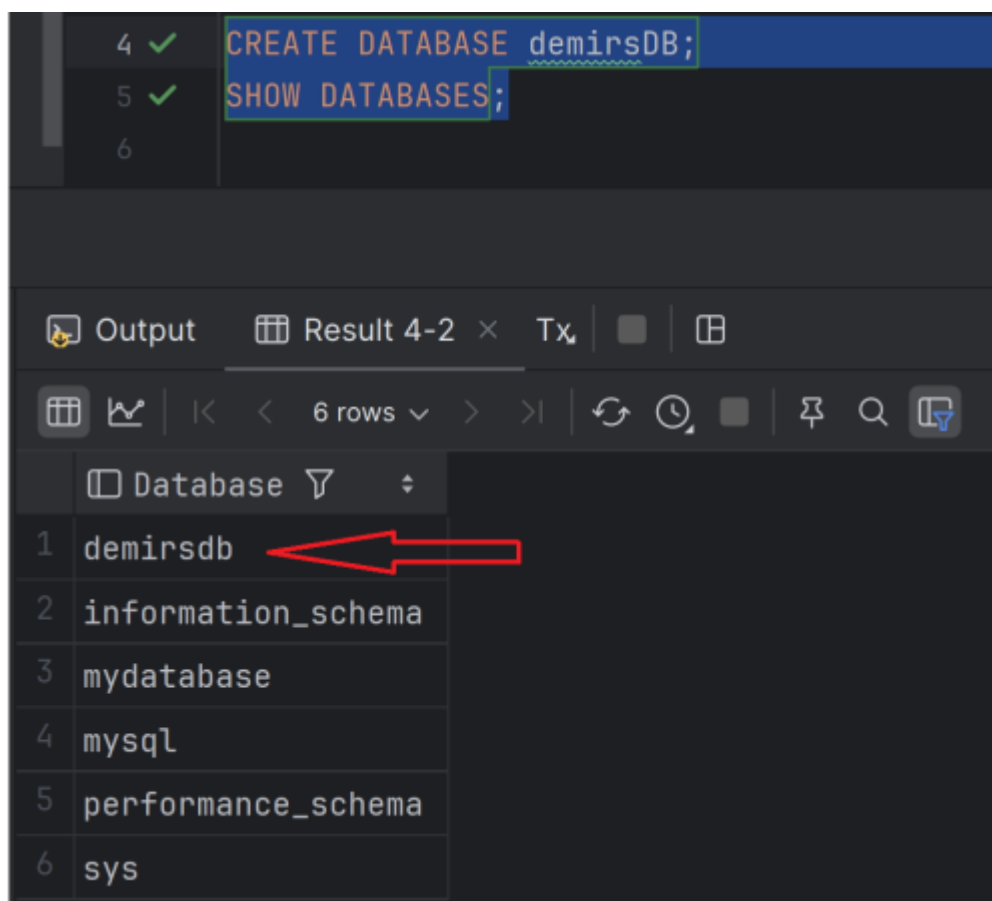 4 CREATE DATABASE demirsDB;
5 SHOW DATABASES;
6
Output Result 4-2 Tx
6 rows
Database
1 demirsdb
2 information_schema
3 mydatabase
4 mysql
5 performance_schema
6 sys